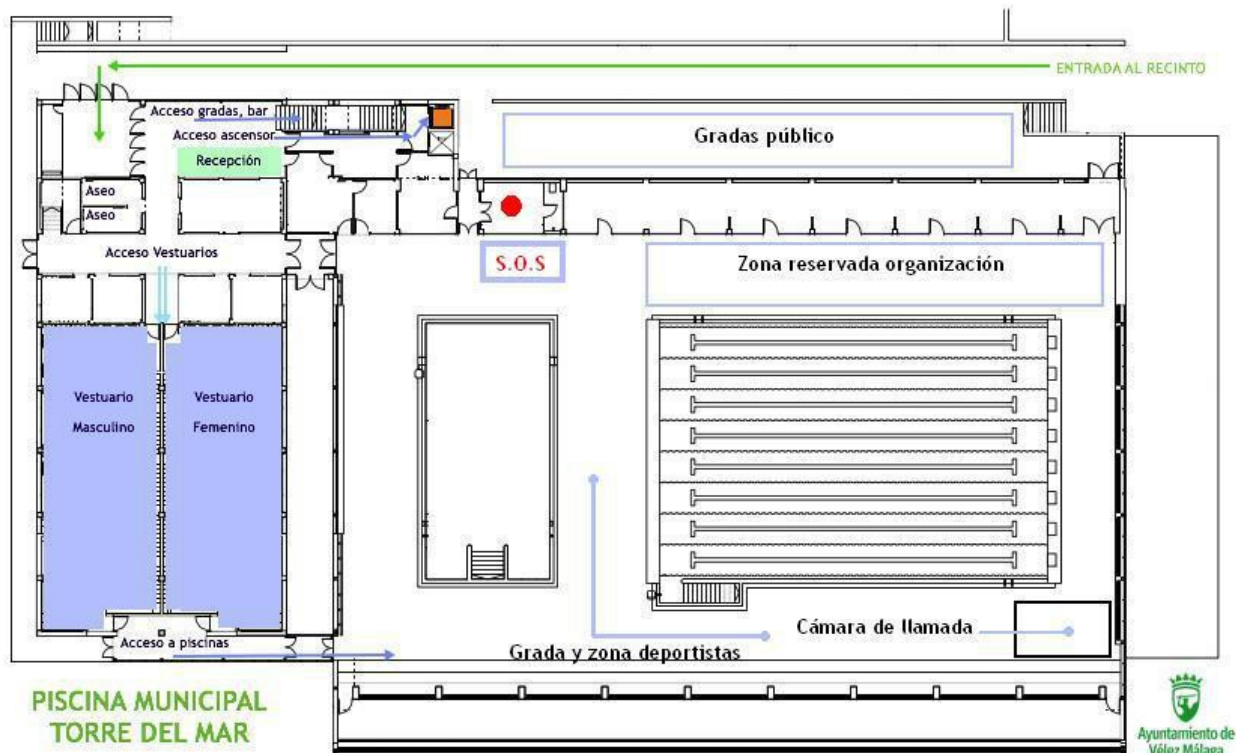 ENTRADA AL RECINTO
Acceso gradas, bar
Acceso ascensor
Recepción
Gradas público
Aseo
Aseo
Acceso Vestuarios
S.O.S
Zona reservada organización
Vestuario
Masculino
Vestuario
Femenino
Cámara de llamada
Acceso a piscinas
Grada y zona deportistas
PISCINA MUNICIPAL
TORRE DEL MAR
Ayuntamiento de
Vélez Málaga